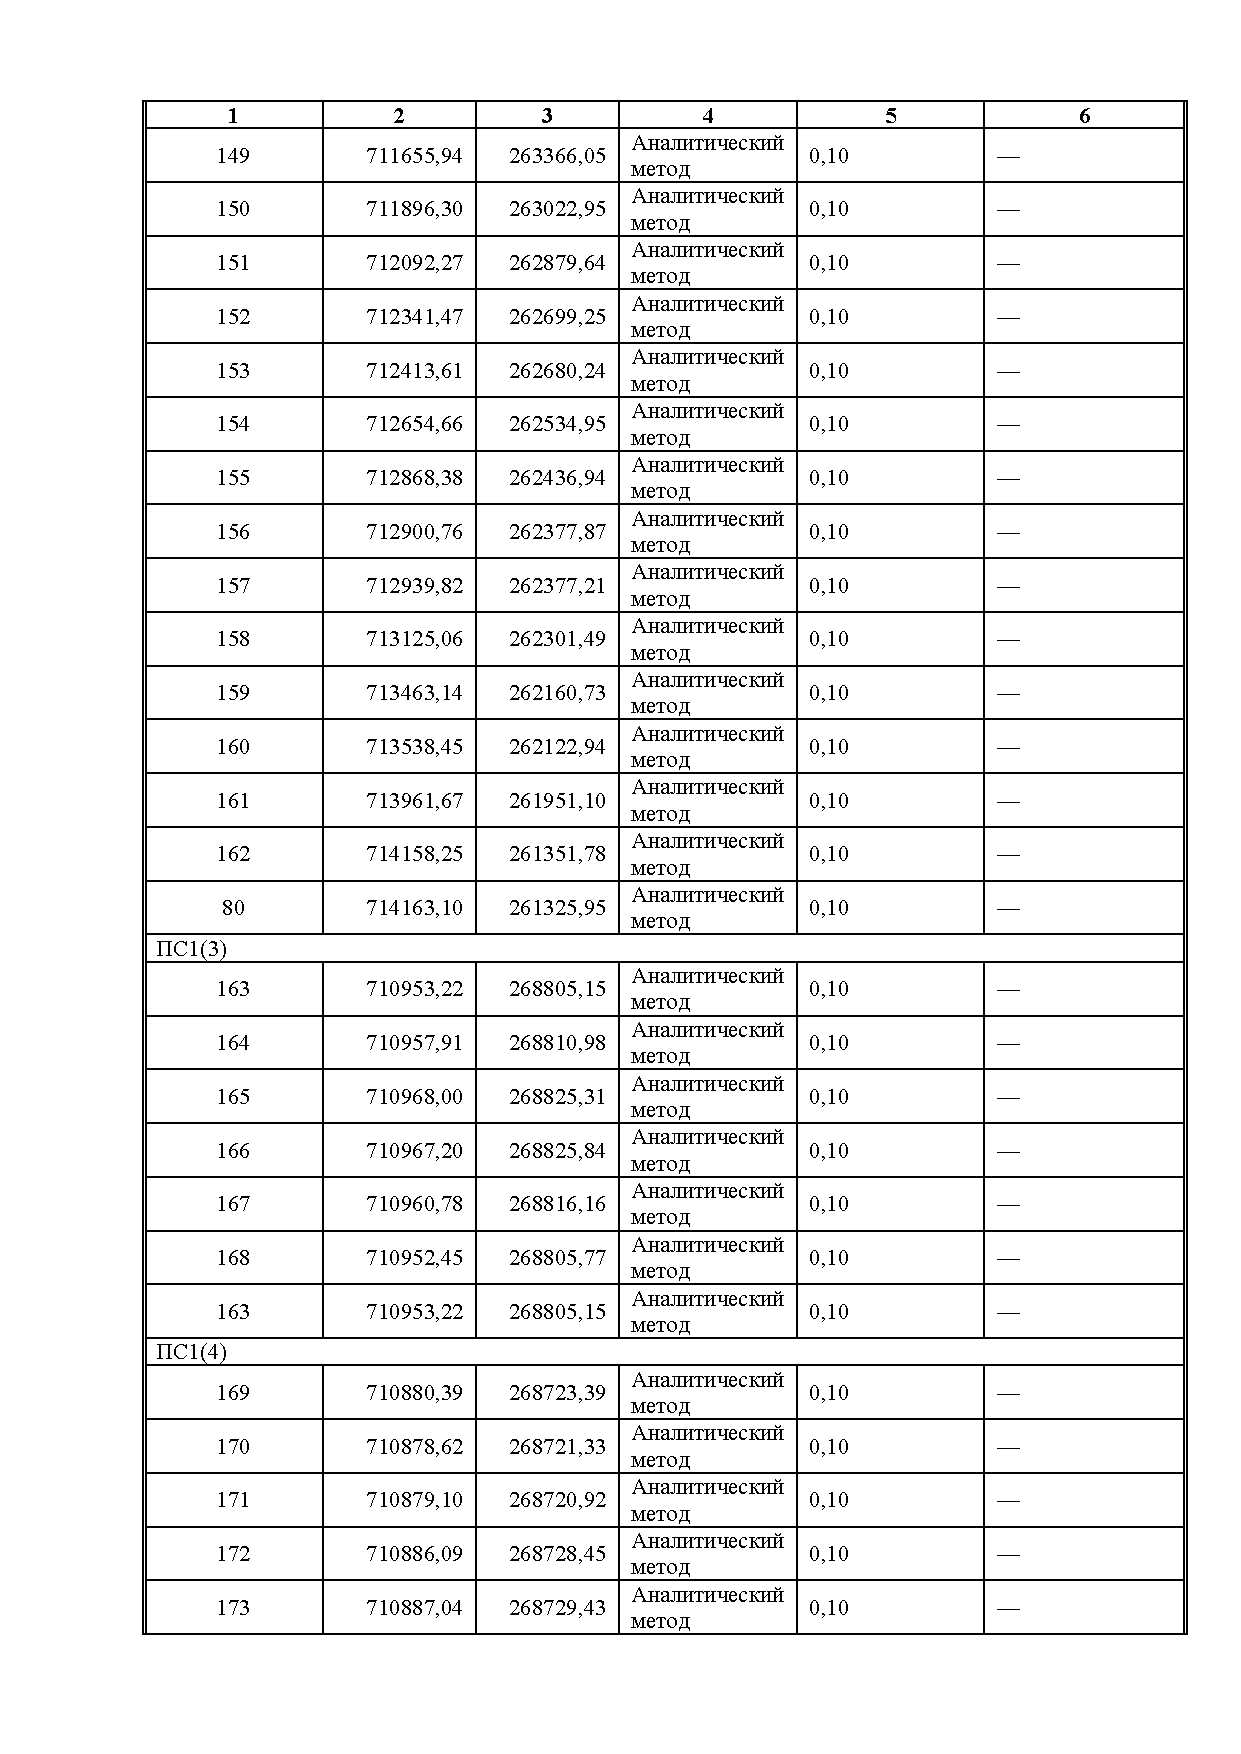 1 2 3 4 5 6
149 711655,94 263366,05 Аналитический метод 0,10 —
150 711896,30 263022,95 Аналитический метод 0,10 —
151 712092,27 262879,64 Аналитический метод 0,10 —
152 712341,47 262699,25 Аналитический метод 0,10 —
153 712413,61 262680,24 Аналитический метод 0,10 —
154 712654,66 262534,95 Аналитический метод 0,10 —
155 712868,38 262436,94 Аналитический метод 0,10 —
156 712900,76 262377,87 Аналитический метод 0,10 —
157 712939,82 262377,21 Аналитический метод 0,10 —
158 713125,06 262301,49 Аналитический метод 0,10 —
159 713463,14 262160,73 Аналитический метод 0,10 —
160 713538,45 262122,94 Аналитический метод 0,10 —
161 713961,67 261951,10 Аналитический метод 0,10 —
162 714158,25 261351,78 Аналитический метод 0,10 —
80 714163,10 261325,95 Аналитический метод 0,10 —
ПС1(3)
163 710953,22 268805,15 Аналитический метод 0,10 —
164 710957,91 268810,98 Аналитический метод 0,10 —
165 710968,00 268825,31 Аналитический метод 0,10 —
166 710967,20 268825,84 Аналитический метод 0,10 —
167 710960,78 268816,16 Аналитический метод 0,10 —
168 710952,45 268805,77 Аналитический метод 0,10 —
163 710953,22 268805,15 Аналитический метод 0,10 —
ПС1(4)
169 710880,39 268723,39 Аналитический метод 0,10 —
170 710878,62 268721,33 Аналитический метод 0,10 —
171 710879,10 268720,92 Аналитический метод 0,10 —
172 710886,09 268728,45 Аналитический метод 0,10 —
173 710887,04 268729,43 Аналитический метод 0,10 —